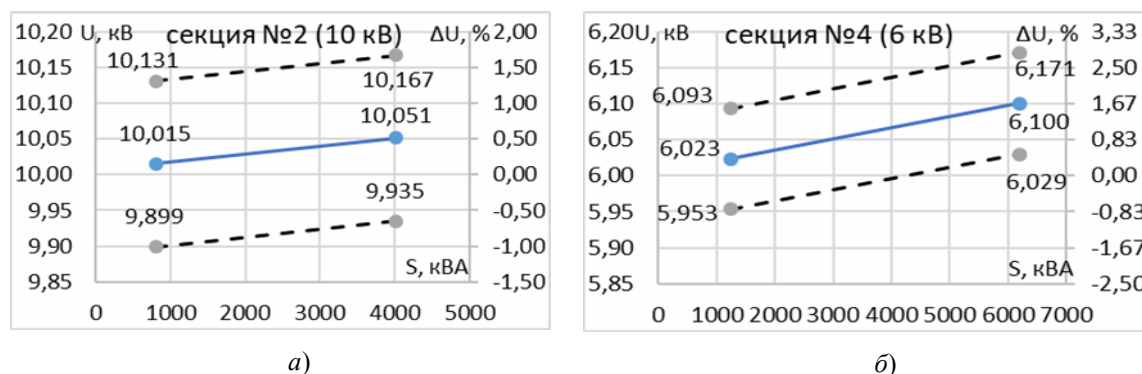 10,20 U, кВ секция №2 (10 кВ) ΔU, % 2,00
10,15 10,131 10,167 1,50
10,10 1,00
10,05 10,015 10,051 0,50
10,00 0,00
9,95 9,899 9,935 -0,50
9,90 -1,00
9,85 S, кВА -1,50
0 1000 2000 3000 4000 5000
а)
6,20 U, кВ секция №4 (6 кВ) ΔU, % 3,33
6,15 6,093 6,171 2,50
6,10 1,67
6,05 6,023 6,100 0,83
6,00 0,00
5,95 5,953 6,029 -0,83
5,90 -1,67
5,85 S, кВА -2,50
0 1000 2000 3000 4000 5000 6000 7000
б)